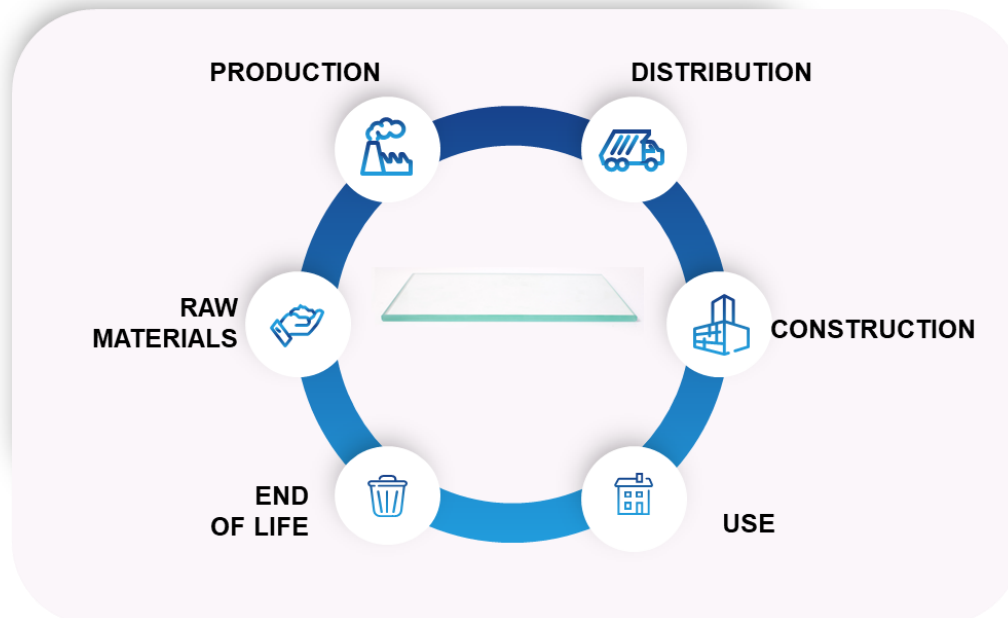 PRODUCTION
DISTRIBUTION
RAW
MATERIALS
CONSTRUCTION
END
OF LIFE
USE